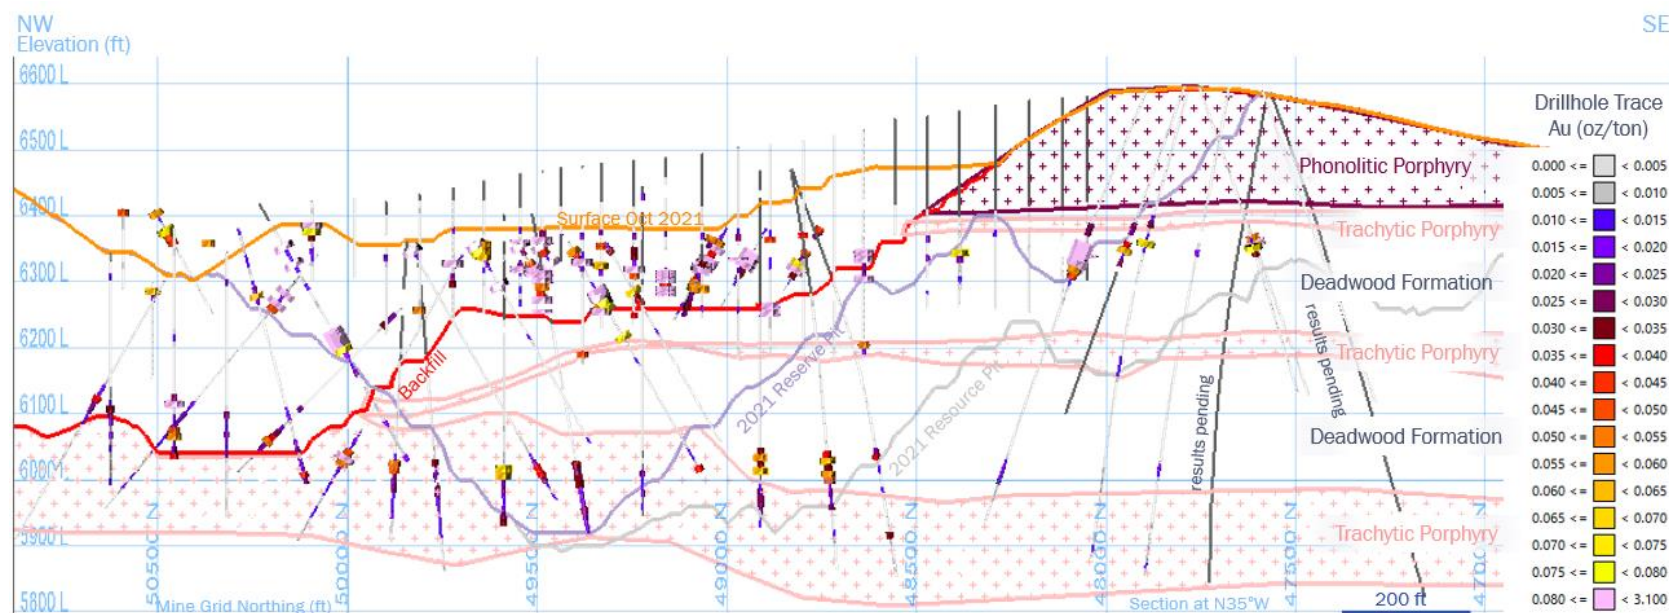 NW
SE
Elevation (ft)
6600 L
6500 L
6400 L
6300 L
6200 L
6100 L
6000 L
5900 L
5800 L
Surface Oct 2021
Phonolitic Porphyry
Trachytic Porphyry
Deadwood Formation
Trachytic Porphyry
Deadwood Formation
Trachytic Porphyry
Backfill
2021 Reserve Pit
2021 Resource Pit
results pending
results pending
50500 N
50000 N
49500 N
49000 N
48500 N
48000 N
47500 N
47000 N
Mine Grid Northing (ft)
Section at N35°W
200 ft
Drillhole Trace
Au (oz/ton)
0.000 <= < 0.005
0.005 <= < 0.010
0.010 <= < 0.015
0.015 <= < 0.020
0.020 <= < 0.025
0.025 <= < 0.030
0.030 <= < 0.035
0.035 <= < 0.040
0.040 <= < 0.045
0.045 <= < 0.050
0.050 <= < 0.055
0.055 <= < 0.060
0.060 <= < 0.065
0.065 <= < 0.070
0.070 <= < 0.075
0.075 <= < 0.080
0.080 <= < 3.100